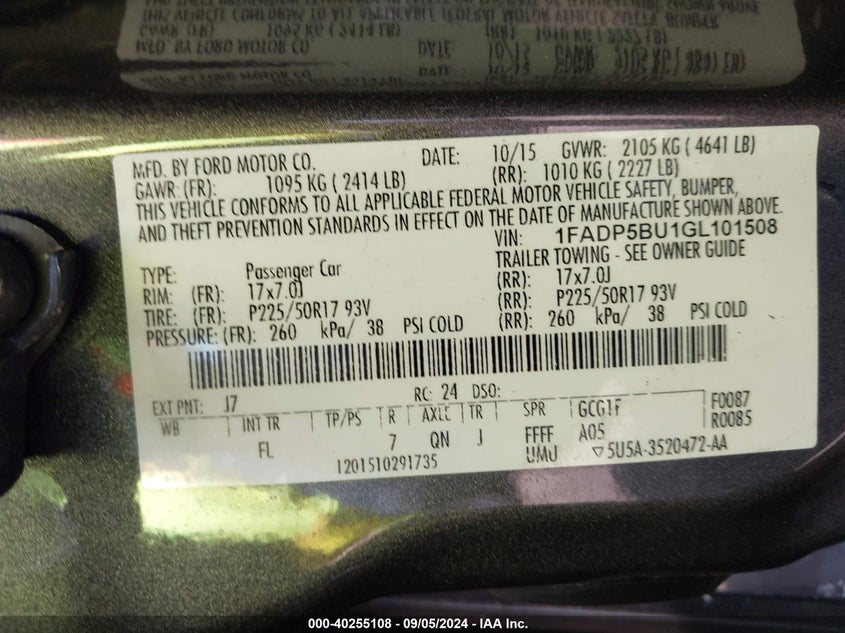 MFD. BY FORD MOTOR CO. DATE: 10/15 GVWR: 2105 KG ( 4641 LB)
GAWR: (FR): 1095 KG ( 2414 LB) (RR): 1010 KG ( 2227 LB)
THIS VEHICLE CONFORMS TO ALL APPLICABLE FEDERAL MOTOR VEHICLE SAFETY, BUMPER,
AND THEFT PREVENTION STANDARDS IN EFFECT ON THE DATE OF MANUFACTURE SHOWN ABOVE.
VIN: 1FADP5BU1GL101508
TYPE: Passenger Car TRAILER TOWING - SEE OWNER GUIDE
RIM: (FR): 17x7.0J (RR): 17x7.0J
TIRE: (FR): P225/50R17 93V (RR): P225/50R17 93V
PRESSURE: (FR): 260 kPa/ 38 PSI COLD (RR): 260 kPa/ 38 PSI COLD
EXT PNT: J7 RC: 24 DSO: F0087
WB INT TR TP/PS R AXLE TR SPR GCG1F R0085
FL 7 QN J FFFF A05
1201510291735 UMU ▽5U5A-3520472-AA
000-40255108 - 09/05/2024 - IAA Inc.